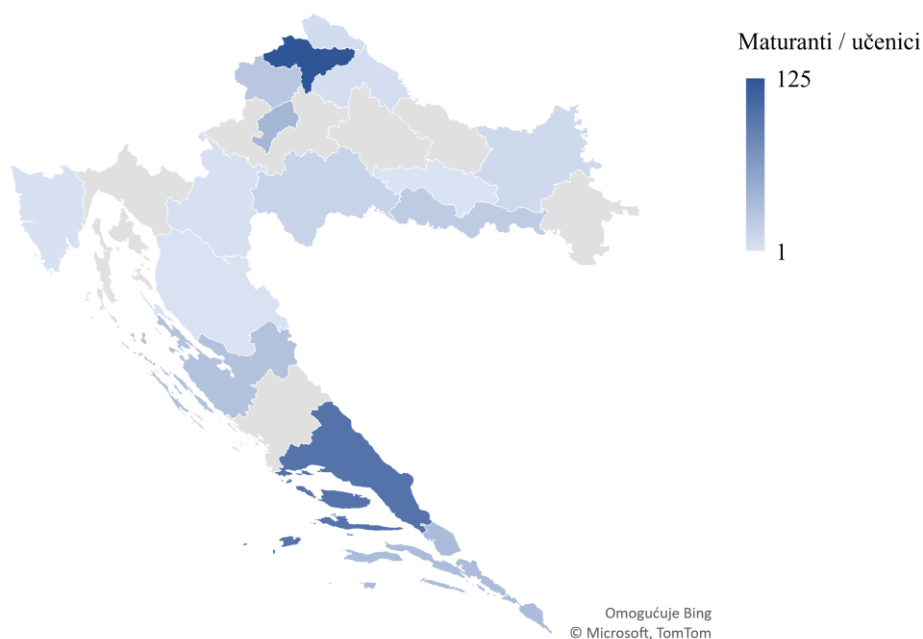 Maturanti / učenici
125
1
Omogućuje Bing
© Microsoft, TomTom